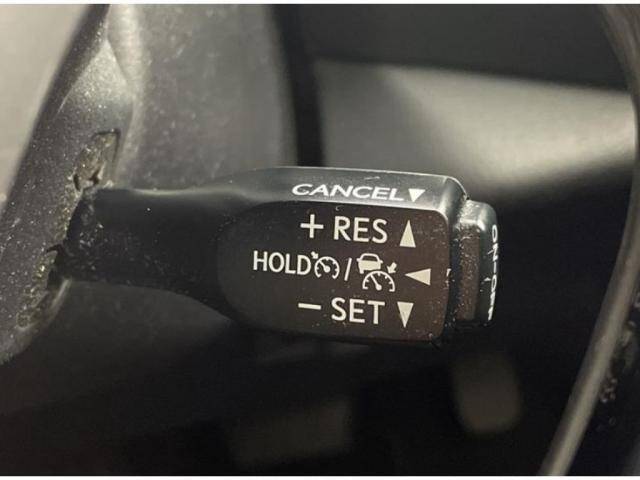 CANCEL▼
+ RES ▲
HOLD / ◀
− SET ▼
ON-OFF